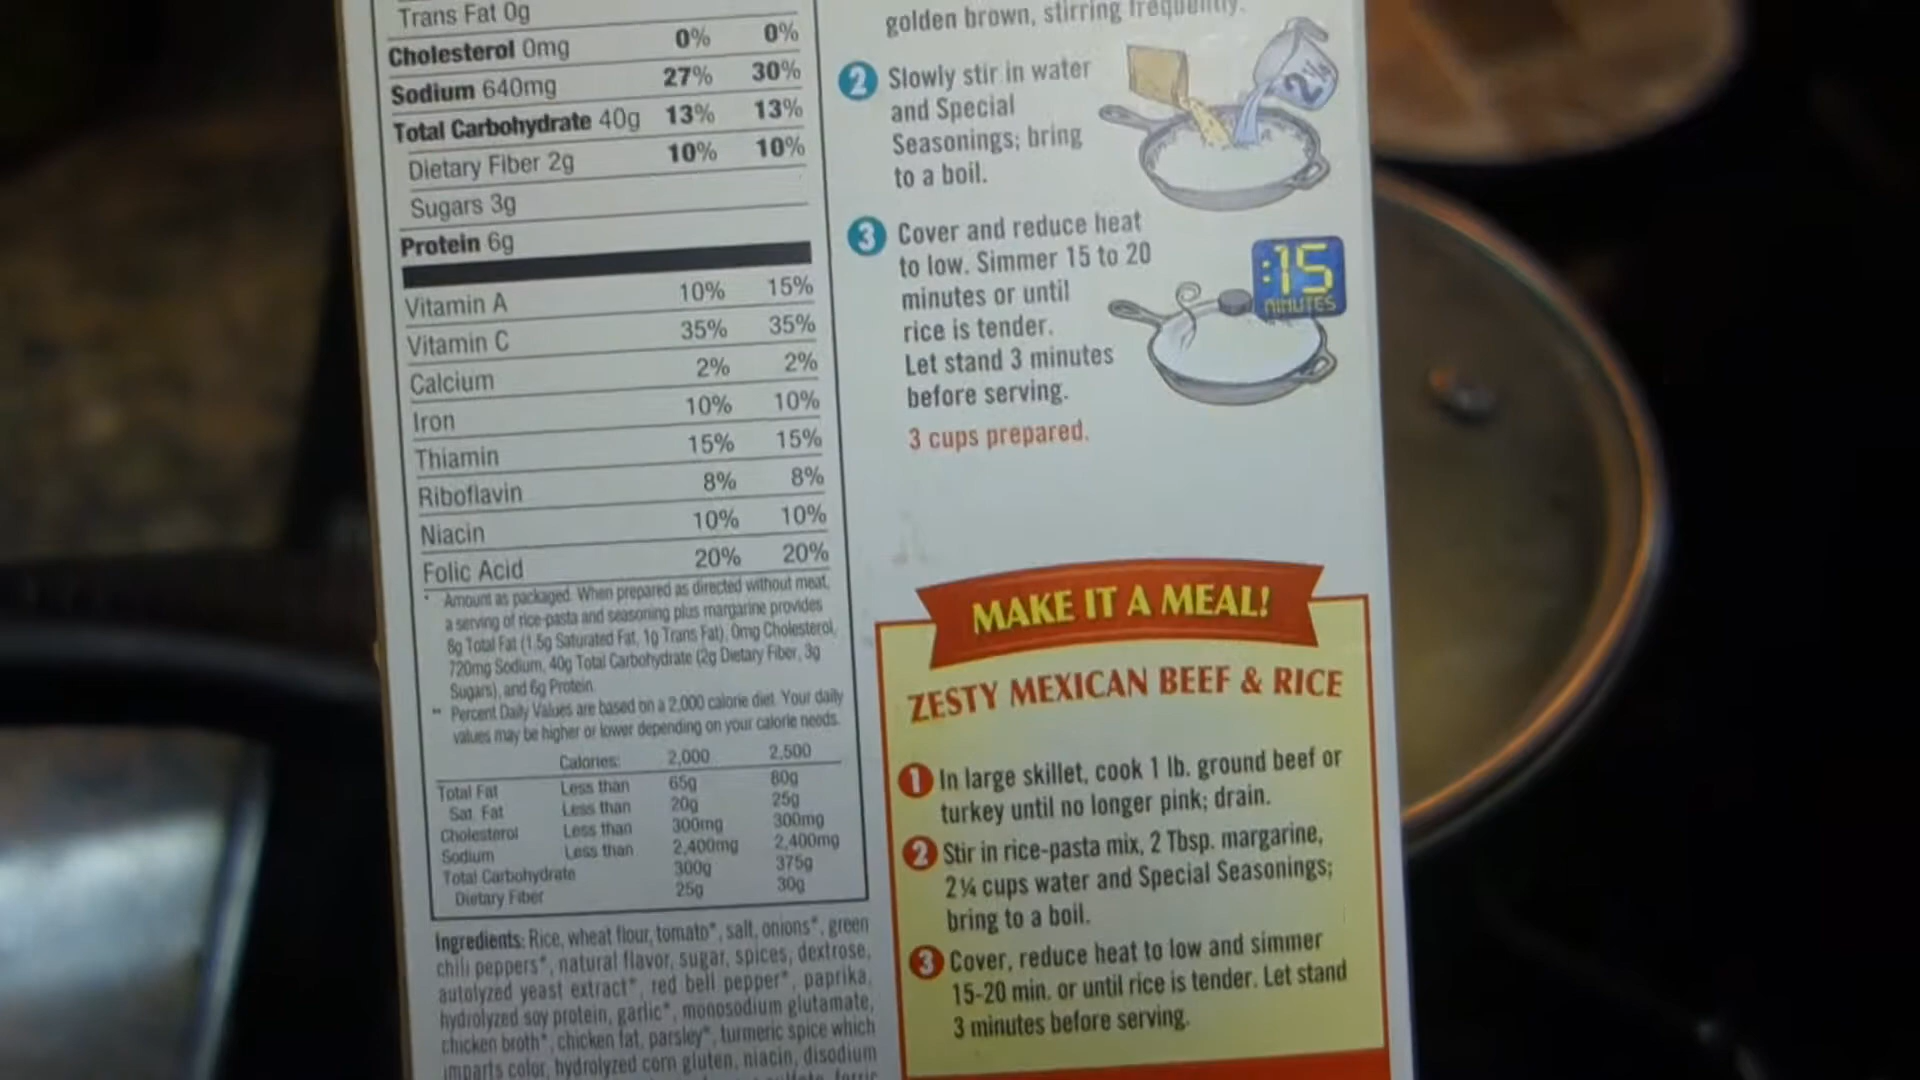 Trans Fat 0g
Cholesterol 0mg 0% 0%
Sodium 640mg 27% 30%
Total Carbohydrate 40g 13% 13%
Dietary Fiber 2g 10% 10%
Sugars 3g
Protein 6g
Vitamin A 10% 15%
Vitamin C 35% 35%
Calcium 2% 2%
Iron 10% 10%
Thiamin 15% 15%
Riboflavin 8% 8%
Niacin 10% 10%
Folic Acid 20% 20%
* Amount as packaged. When prepared as directed without meat,
a serving of rice-pasta and seasoning plus margarine provides
8g Total Fat (1.5g Saturated Fat, 1g Trans Fat), 0mg Cholesterol,
720mg Sodium, 40g Total Carbohydrate (2g Dietary Fiber, 3g
Sugars), and 6g Protein.
** Percent Daily Values are based on a 2,000 calorie diet. Your daily
values may be higher or lower depending on your calorie needs.
Calories: 2,000 2,500
Total Fat Less than 65g 80g
Sat. Fat Less than 20g 25g
Cholesterol Less than 300mg 300mg
Sodium Less than 2,400mg 2,400mg
Total Carbohydrate 300g 375g
Dietary Fiber 25g 30g
Ingredients: Rice, wheat flour, tomato*, salt, onions*, green
chili peppers*, natural flavor, sugar, spices, dextrose,
autolyzed yeast extract*, red bell pepper*, paprika,
hydrolyzed soy protein, garlic*, monosodium glutamate,
chicken broth*, chicken fat, parsley*, turmeric spice which
imparts color, hydrolyzed corn gluten, niacin, disodium
golden brown, stirring frequently.
2 Slowly stir in water
and Special
Seasonings; bring
to a boil.
2 ¼
3 Cover and reduce heat
to low. Simmer 15 to 20
minutes or until
rice is tender.
Let stand 3 minutes
before serving.
:15
MINUTES
3 cups prepared.
MAKE IT A MEAL!
ZESTY MEXICAN BEEF & RICE
1 In large skillet, cook 1 lb. ground beef or
turkey until no longer pink; drain.
2 Stir in rice-pasta mix, 2 Tbsp. margarine,
2¼ cups water and Special Seasonings;
bring to a boil.
3 Cover, reduce heat to low and simmer
15-20 min. or until rice is tender. Let stand
3 minutes before serving.